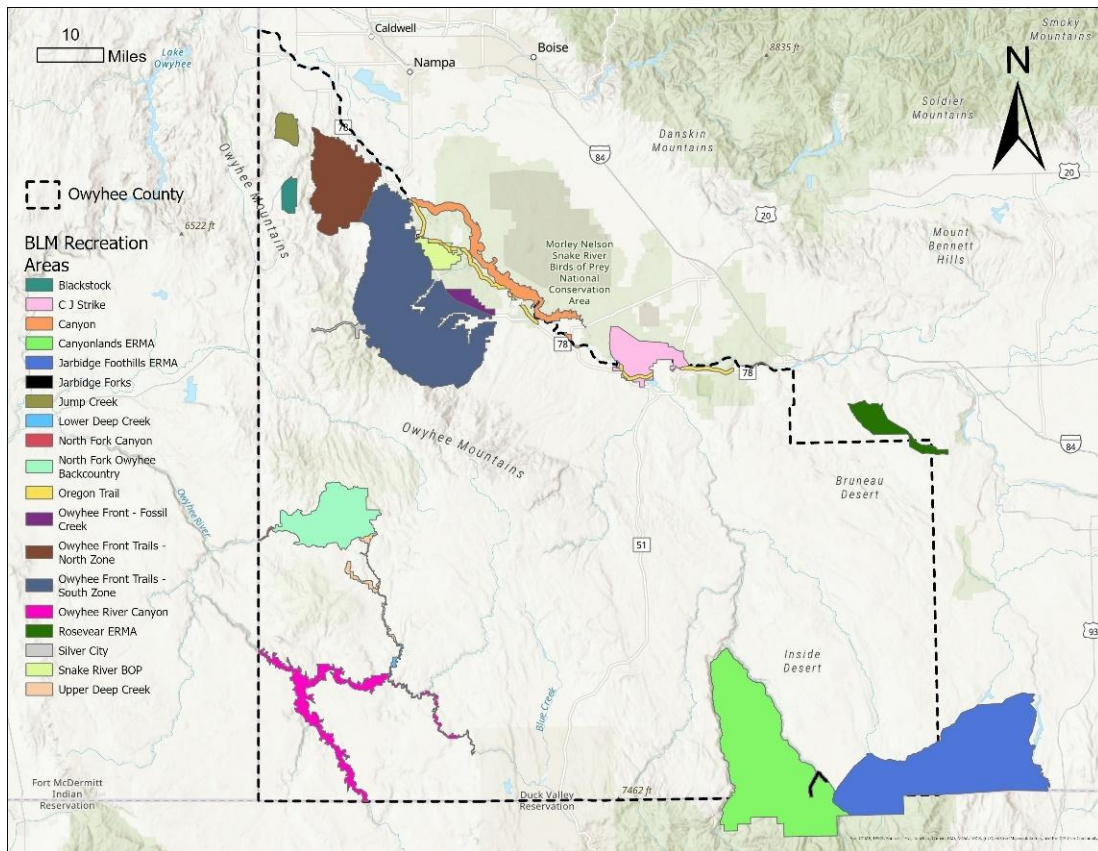 10
Miles
Caldwell
Boise
Nampa
Lake
Owyhee
8835 ft
Smoky
Mountains
N
Soldier
Mountains
Danskin
Mountains
78
84
20
20
Owyhee County
Owyhee Mountains
6522 ft
Mount
Bennett
Hills
Morley Nelson
Snake River
Birds of Prey
National
Conservation
Area
BLM Recreation
Areas
Blackstock
C J Strike
Canyon
Canyonlands ERMA
Jarbidge Foothills ERMA
Jarbidge Forks
Jump Creek
Lower Deep Creek
North Fork Canyon
North Fork Owyhee
Backcountry
Oregon Trail
Owyhee Front - Fossil
Creek
Owyhee Front Trails -
North Zone
Owyhee Front Trails -
South Zone
Owyhee River Canyon
Rosevear ERMA
Silver City
Snake River BOP
Upper Deep Creek
78
78
Owyhee Mountains
84
Bruneau
Desert
Owyhee River
51
93
Inside
Desert
Blue Creek
Fort McDermitt
Indian
Reservation
Duck Valley
Reservation
7462 ft